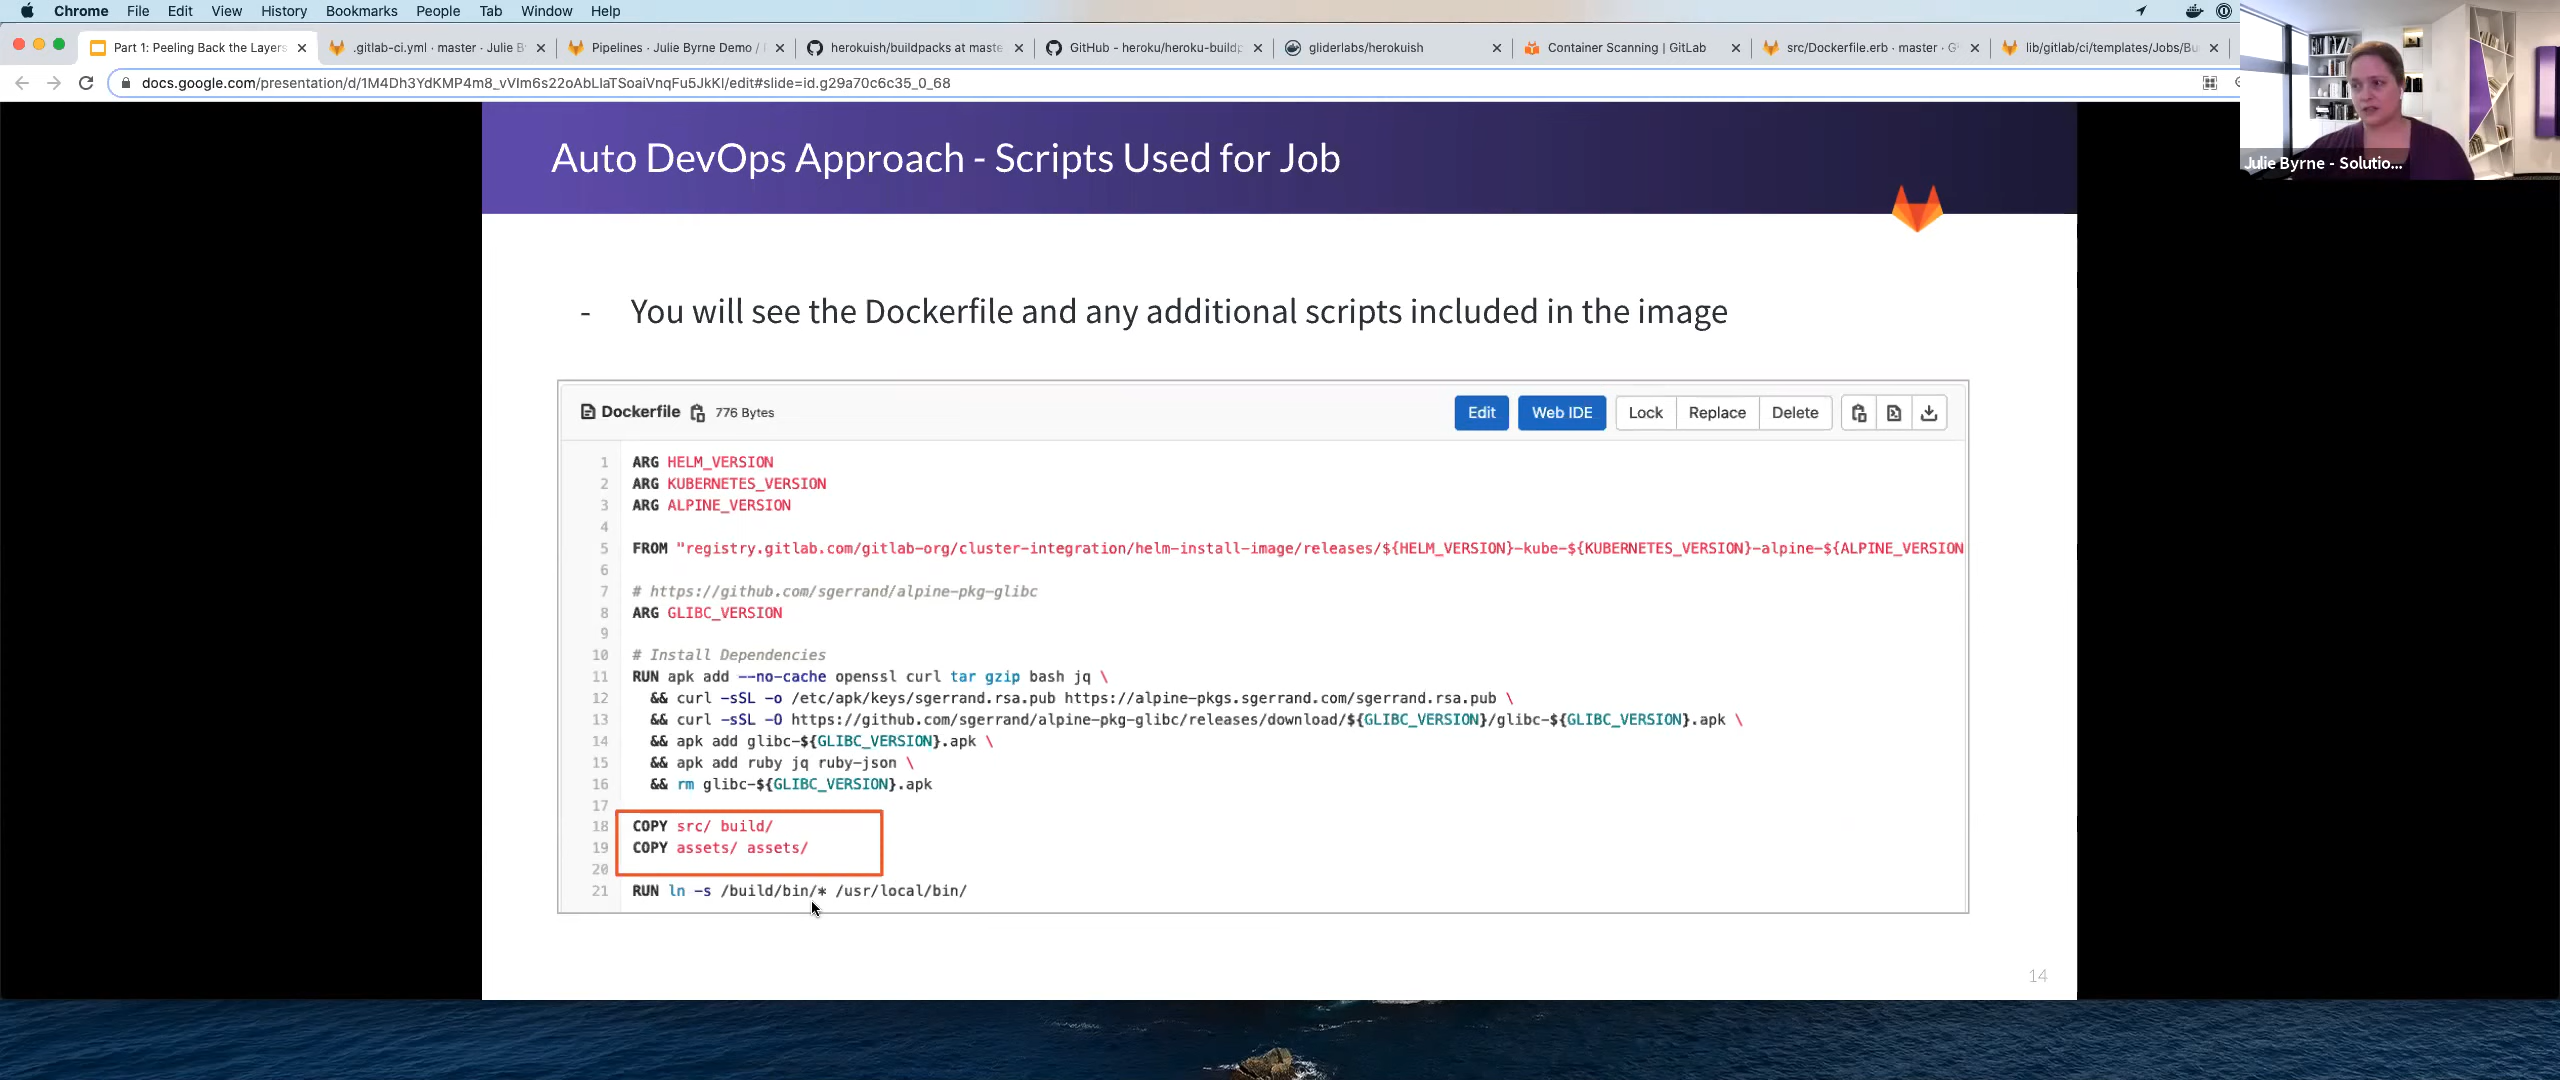 Chrome File Edit View History Bookmarks People Tab Window Help
Part 1: Peeling Back the Layers
.gitlab-ci.yml · master · Julie B
Pipelines · Julie Byrne Demo /
herokuish/buildpacks at maste
GitHub - heroku/heroku-buildp
gliderlabs/herokuish
Container Scanning | GitLab
src/Dockerfile.erb · master · G
lib/gitlab/ci/templates/Jobs/Bu
docs.google.com/presentation/d/1M4Dh3YdKMP4m8_vVIm6s22oAbLIaTSoaiVnqFu5JkKI/edit#slide=id.g29a70c6c35_0_68
Julie Byrne - Solutio...
Auto DevOps Approach - Scripts Used for Job
- You will see the Dockerfile and any additional scripts included in the image
Dockerfile 776 Bytes
Edit Web IDE Lock Replace Delete
1 ARG HELM_VERSION
2 ARG KUBERNETES_VERSION
3 ARG ALPINE_VERSION
4
5 FROM "registry.gitlab.com/gitlab-org/cluster-integration/helm-install-image/releases/${HELM_VERSION}-kube-${KUBERNETES_VERSION}-alpine-${ALPINE_VERSION
6
7 # https://github.com/sgerrand/alpine-pkg-glibc
8 ARG GLIBC_VERSION
9
10 # Install Dependencies
11 RUN apk add --no-cache openssl curl tar gzip bash jq \
12 && curl -sSL -o /etc/apk/keys/sgerrand.rsa.pub https://alpine-pkgs.sgerrand.com/sgerrand.rsa.pub \
13 && curl -sSL -O https://github.com/sgerrand/alpine-pkg-glibc/releases/download/${GLIBC_VERSION}/glibc-${GLIBC_VERSION}.apk \
14 && apk add glibc-${GLIBC_VERSION}.apk \
15 && apk add ruby jq ruby-json \
16 && rm glibc-${GLIBC_VERSION}.apk
17
18 COPY src/ build/
19 COPY assets/ assets/
20
21 RUN ln -s /build/bin/* /usr/local/bin/
14